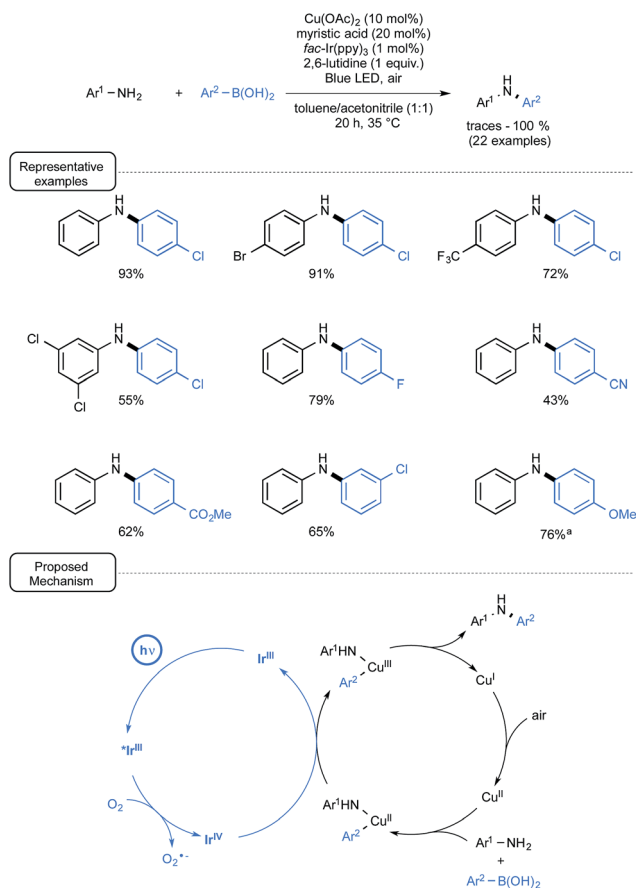 Cu(OAc)₂ (10 mol%)
myristic acid (20 mol%)
fac-Ir(ppy)₃ (1 mol%)
2,6-lutidine (1 equiv.)
Blue LED, air
Ar¹−NH₂ + Ar²−B(OH)₂
toluene/acetonitrile (1:1)
20 h, 35 °C
H
Ar¹ N Ar²
traces - 100 %
(22 examples)
Representative
examples
H
N
Cl
93%
H
N
Br Cl
91%
H
N
F₃C Cl
72%
H
N
Cl
Cl
Cl
55%
H
N
F
79%
H
N
CN
43%
H
N
CO₂Me
62%
H
N
Cl
65%
H
N
OMe
76%ᵃ
Proposed
Mechanism
hν
Irᴵᴵᴵ
*Irᴵᴵᴵ
O₂
O₂•-
Irᴵⱽ
Ar¹HN
Cuᴵᴵᴵ
Ar²
H
Ar¹ N Ar²
Cuᴵ
air
Cuᴵᴵ
Ar¹HN
Cuᴵᴵ
Ar²
Ar¹−NH₂
+
Ar²−B(OH)₂